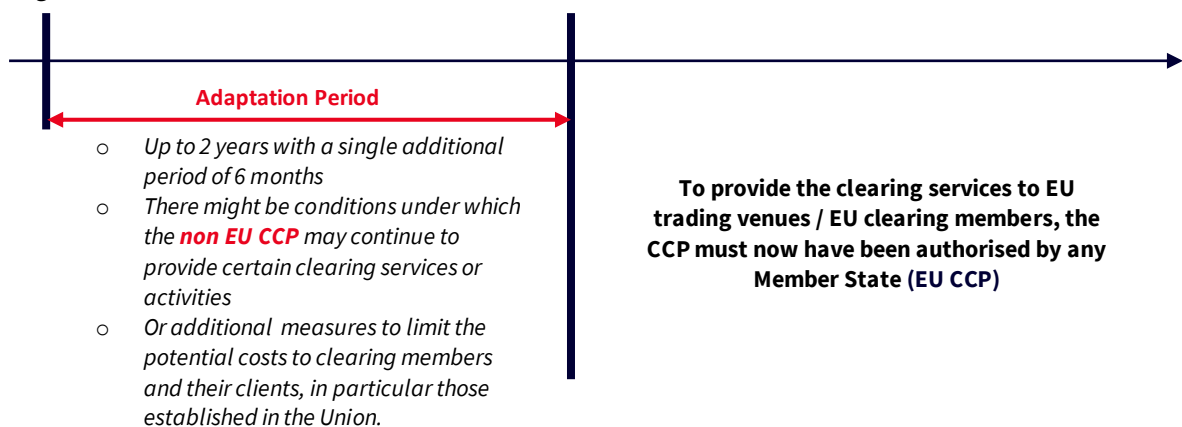 Adaptation Period
o Up to 2 years with a single additional
period of 6 months
o There might be conditions under which
the non EU CCP may continue to
provide certain clearing services or
activities
o Or additional measures to limit the
potential costs to clearing members
and their clients, in particular those
established in the Union.
To provide the clearing services to EU
trading venues / EU clearing members, the
CCP must now have been authorised by any
Member State (EU CCP)